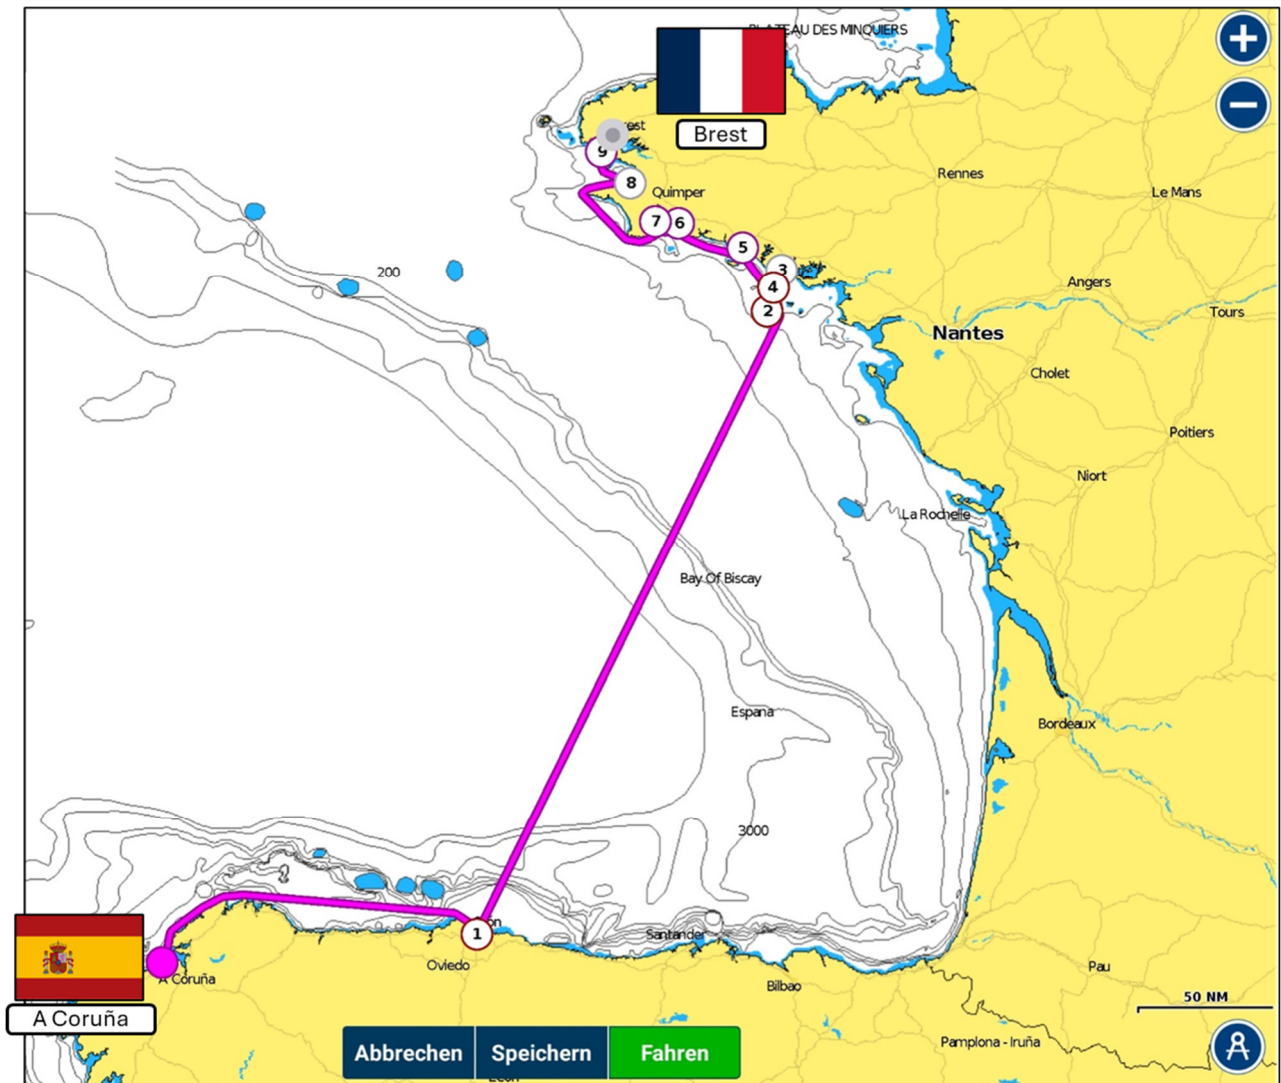 PLATEAU DES MINQUIERS
Brest
9
8
Quimper
7
6
5
3
4
2
Rennes
Le Mans
200
Angers
Tours
Nantes
Cholet
Poitiers
Niort
La Rochelle
Bay Of Biscay
Espana
Bordeaux
3000
1
Santander
Oviedo
Bilbao
Pau
A Coruña
A Coruña
50 NM
Pamplona - Iruña
Abbrechen
Speichern
Fahren